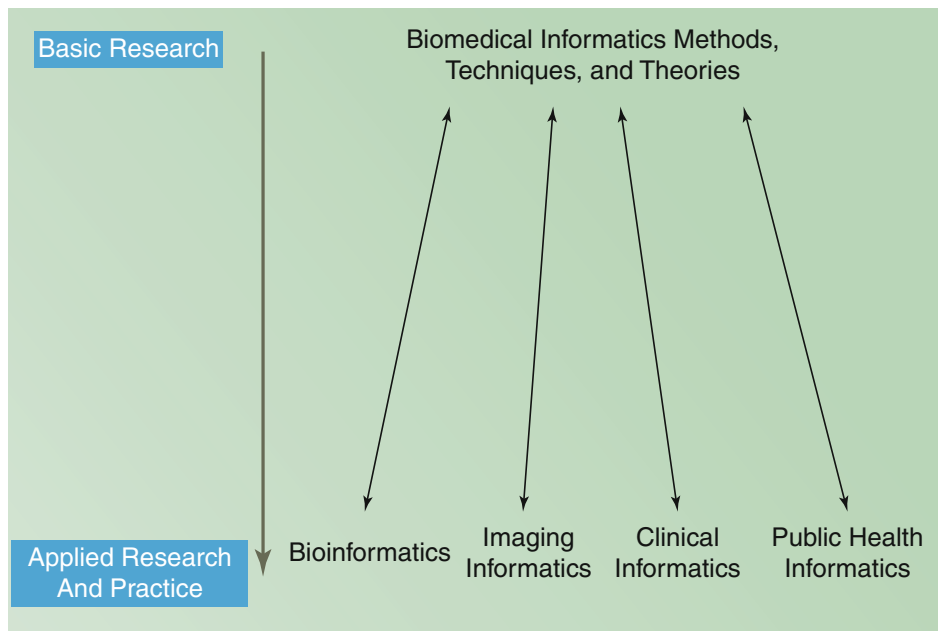 Basic Research
Biomedical Informatics Methods,
Techniques, and Theories
Applied Research
And Practice
Bioinformatics
Imaging
Informatics
Clinical
Informatics
Public Health
Informatics